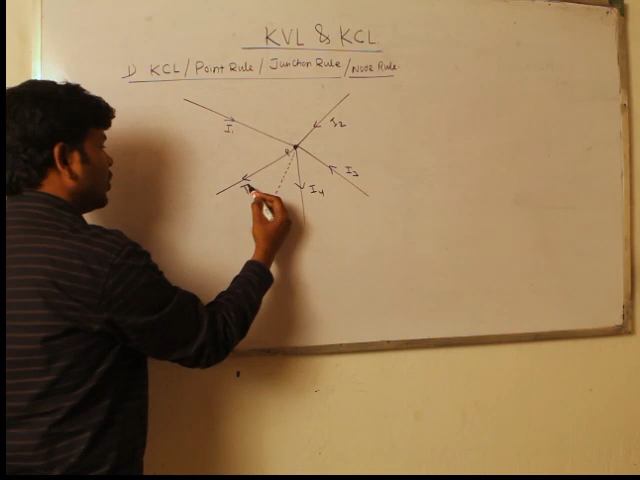 KVL & KCL
1) KCL / Point Rule / Junction Rule / Node Rule.
I1
I2
I3
I4